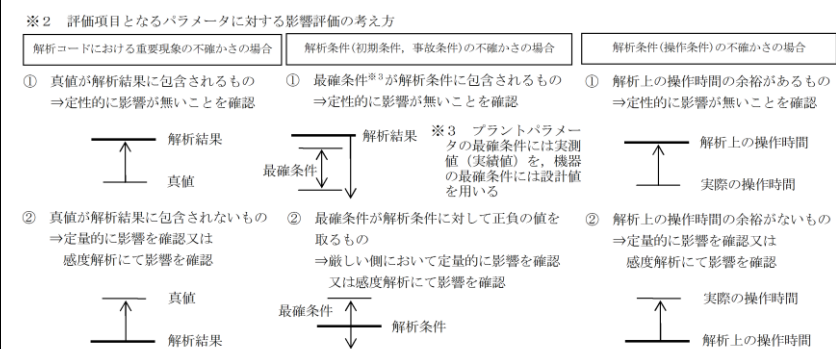 ※2 評価項目となるパラメータに対する影響評価の考え方
解析コードにおける重要現象の不確かさの場合
① 真値が解析結果に包含されるもの
⇒定性的に影響が無いことを確認
解析結果
真値
② 真値が解析結果に包含されないもの
⇒定量的に影響を確認又は
感度解析にて影響を確認
真値
解析結果
解析条件(初期条件，事故条件)の不確かさの場合
① 最確条件※3が解析条件に包含されるもの
⇒定性的に影響が無いことを確認
解析結果
最確条件
※3 プラントパラメー
タの最確条件には実測
値（実績値）を，機器
の最確条件には設計値
を用いる
② 最確条件が解析条件に対して正負の値を
取るもの
⇒厳しい側において定量的に影響を確認
又は感度解析にて影響を確認
最確条件
解析条件
解析条件(操作条件)の不確かさの場合
① 解析上の操作時間の余裕があるもの
⇒定性的に影響が無いことを確認
解析上の操作時間
実際の操作時間
② 解析上の操作時間の余裕がないもの
⇒定量的に影響を確認又は
感度解析にて影響を確認
実際の操作時間
解析上の操作時間